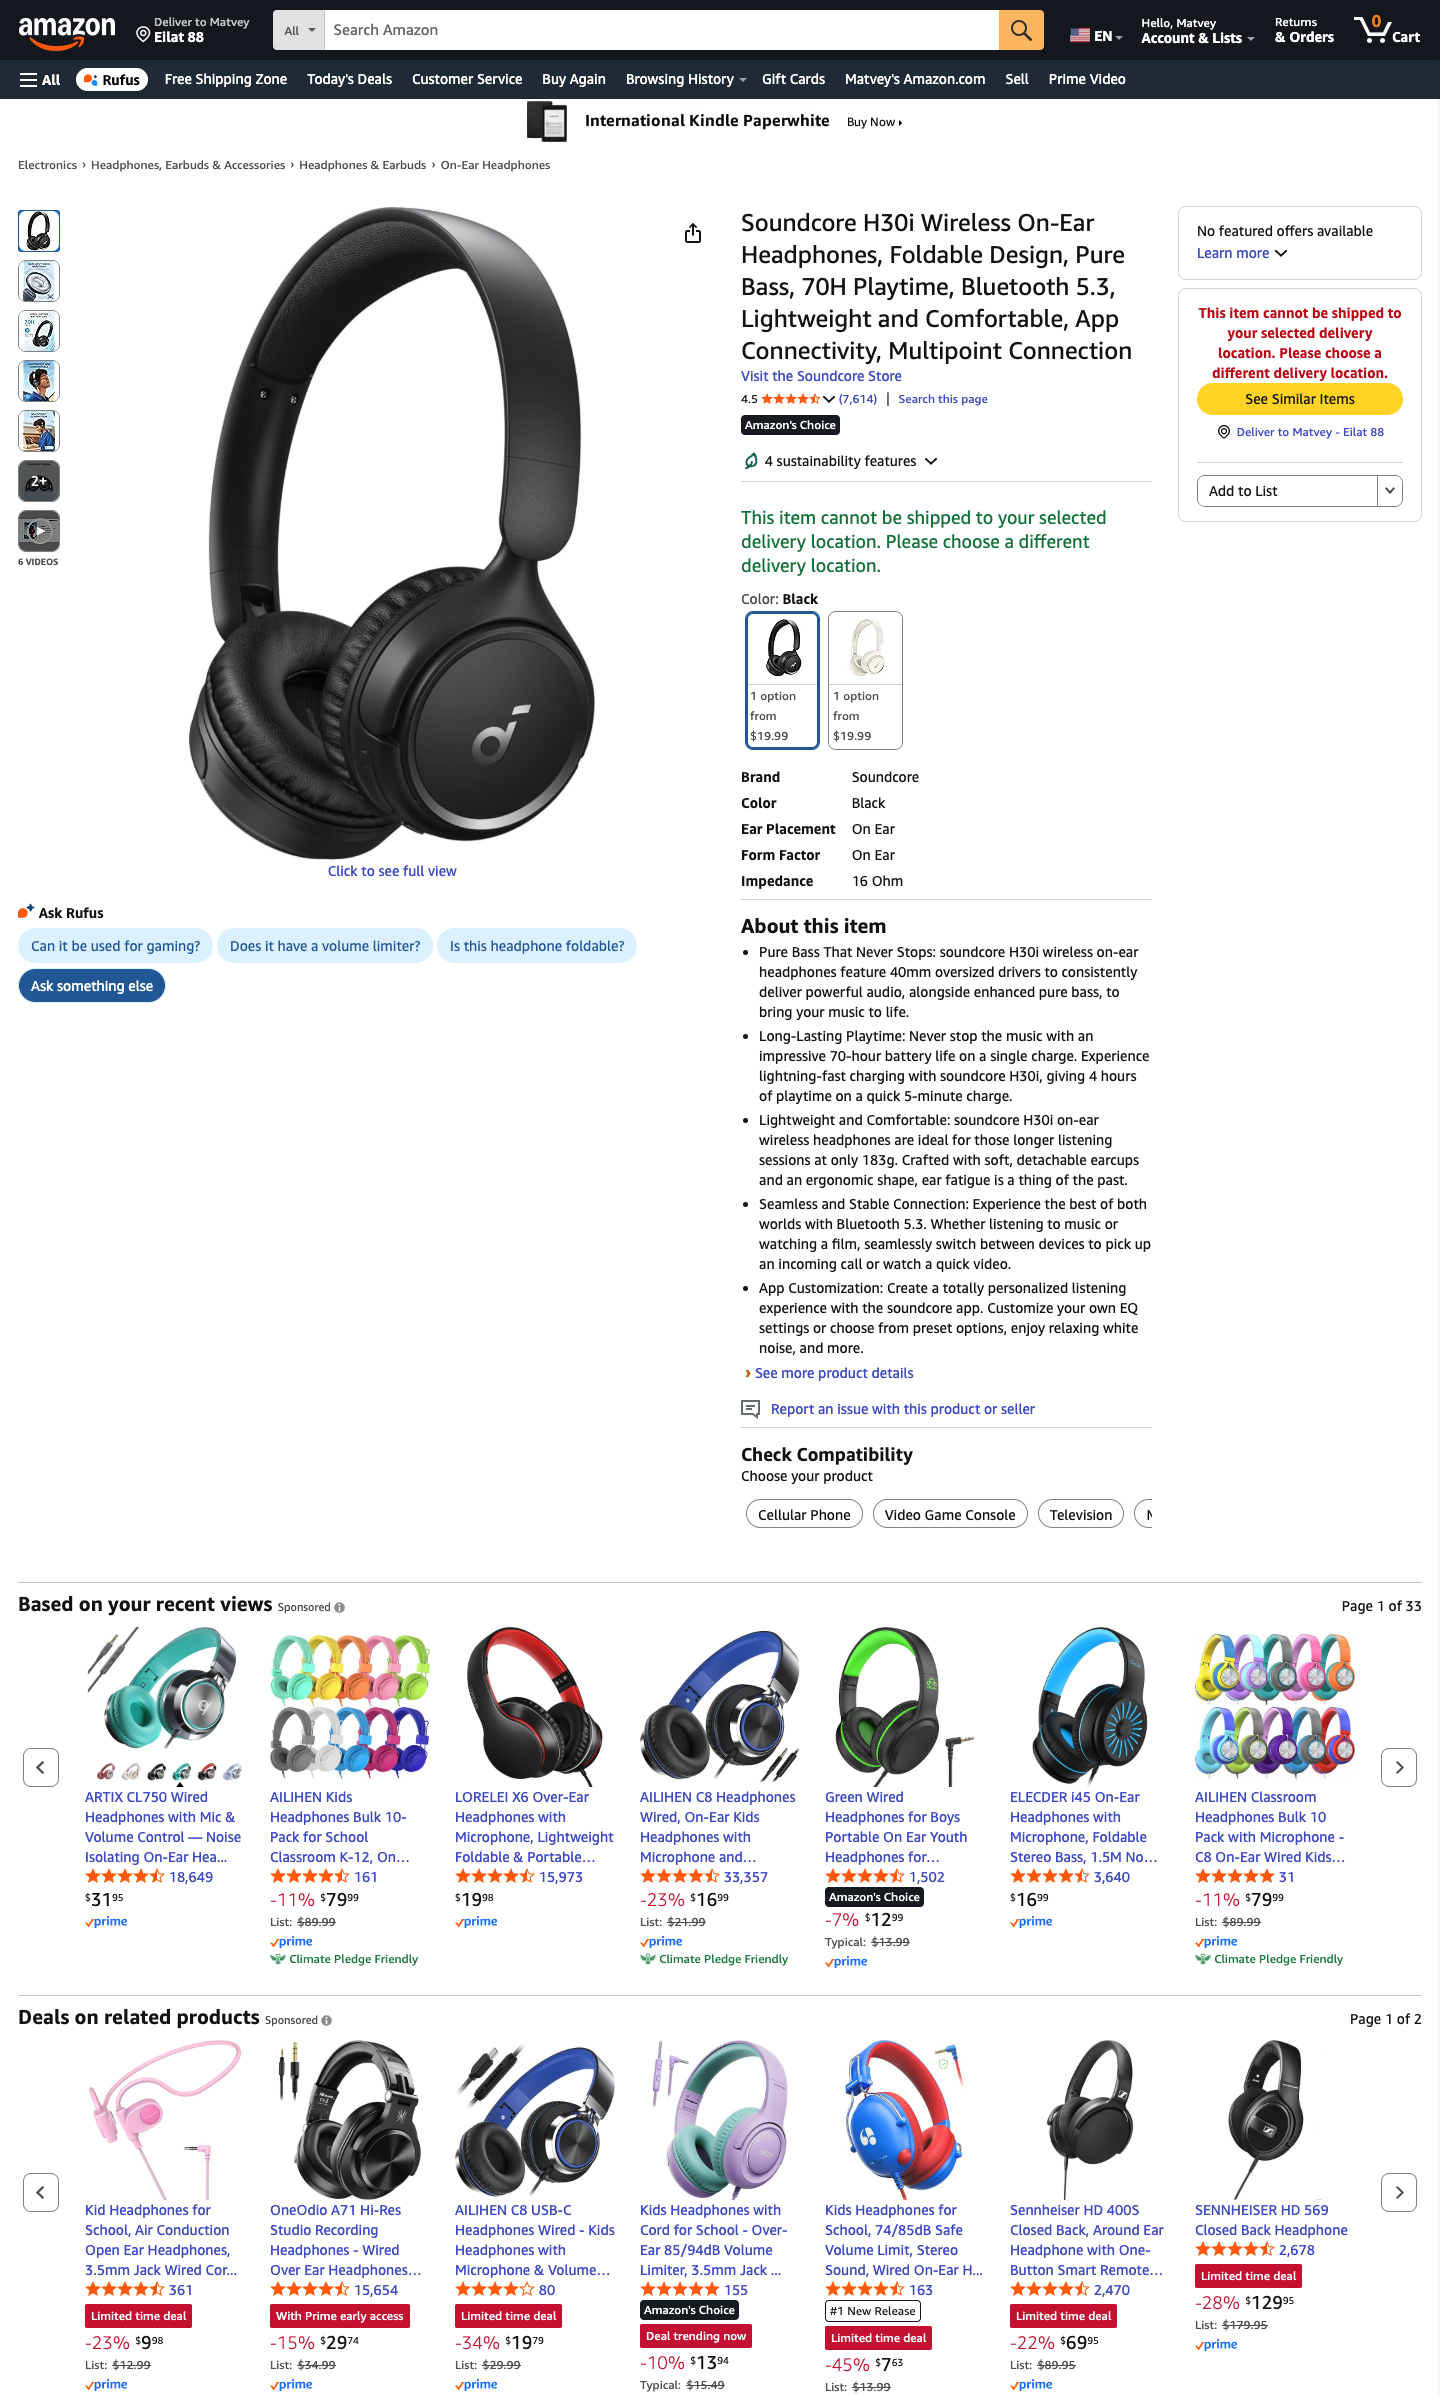 amazon
Deliver to Matvey
Eilat 88
All
Search Amazon
EN
Hello, Matvey
Account & Lists
Returns
& Orders
0
Cart
All
Rufus
Free Shipping Zone
Today's Deals
Customer Service
Buy Again
Browsing History
Gift Cards
Matvey's Amazon.com
Sell
Prime Video
International Kindle Paperwhite
Buy Now
Electronics › Headphones, Earbuds & Accessories › Headphones & Earbuds › On-Ear Headphones
2+
6 VIDEOS
Click to see full view
Ask Rufus
Can it be used for gaming?
Does it have a volume limiter?
Is this headphone foldable?
Ask something else
Soundcore H30i Wireless On-Ear
Headphones, Foldable Design, Pure
Bass, 70H Playtime, Bluetooth 5.3,
Lightweight and Comfortable, App
Connectivity, Multipoint Connection
Visit the Soundcore Store
4.5 (7,614) | Search this page
Amazon's Choice
4 sustainability features
This item cannot be shipped to your selected
delivery location. Please choose a different
delivery location.
Color: Black
1 option
from
$19.99
1 option
from
$19.99
Brand Soundcore
Color Black
Ear Placement On Ear
Form Factor On Ear
Impedance 16 Ohm
About this item
• Pure Bass That Never Stops: soundcore H30i wireless on-ear
headphones feature 40mm oversized drivers to consistently
deliver powerful audio, alongside enhanced pure bass, to
bring your music to life.
• Long-Lasting Playtime: Never stop the music with an
impressive 70-hour battery life on a single charge. Experience
lightning-fast charging with soundcore H30i, giving 4 hours
of playtime on a quick 5-minute charge.
• Lightweight and Comfortable: soundcore H30i on-ear
wireless headphones are ideal for those longer listening
sessions at only 183g. Crafted with soft, detachable earcups
and an ergonomic shape, ear fatigue is a thing of the past.
• Seamless and Stable Connection: Experience the best of both
worlds with Bluetooth 5.3. Whether listening to music or
watching a film, seamlessly switch between devices to pick up
an incoming call or watch a quick video.
• App Customization: Create a totally personalized listening
experience with the soundcore app. Customize your own EQ
settings or choose from preset options, enjoy relaxing white
noise, and more.
› See more product details
Report an issue with this product or seller
Check Compatibility
Choose your product
Cellular Phone
Video Game Console
Television
No featured offers available
Learn more
This item cannot be shipped to
your selected delivery
location. Please choose a
different delivery location.
See Similar Items
Deliver to Matvey - Eilat 88
Add to List
Based on your recent views Sponsored
Page 1 of 33
ARTIX CL750 Wired
Headphones with Mic &
Volume Control — Noise
Isolating On-Ear Hea...
18,649
$31.95
prime
AILIHEN Kids
Headphones Bulk 10-
Pack for School
Classroom K-12, On...
161
-11% $79.99
List: $89.99
prime
Climate Pledge Friendly
LORELEI X6 Over-Ear
Headphones with
Microphone, Lightweight
Foldable & Portable...
15,973
$19.98
prime
AILIHEN C8 Headphones
Wired, On-Ear Kids
Headphones with
Microphone and...
33,357
-23% $16.99
List: $21.99
prime
Climate Pledge Friendly
Green Wired
Headphones for Boys
Portable On Ear Youth
Headphones for...
1,502
Amazon's Choice
-7% $12.99
Typical: $13.99
prime
ELECDER i45 On-Ear
Headphones with
Microphone, Foldable
Stereo Bass, 1.5M No...
3,640
$16.99
prime
AILIHEN Classroom
Headphones Bulk 10
Pack with Microphone -
C8 On-Ear Wired Kids...
31
-11% $79.99
List: $89.99
prime
Climate Pledge Friendly
Deals on related products Sponsored
Page 1 of 2
Kid Headphones for
School, Air Conduction
Open Ear Headphones,
3.5mm Jack Wired Cor...
361
Limited time deal
-23% $9.98
List: $12.99
prime
OneOdio A71 Hi-Res
Studio Recording
Headphones - Wired
Over Ear Headphones...
15,654
With Prime early access
-15% $29.74
List: $34.99
prime
AILIHEN C8 USB-C
Headphones Wired - Kids
Headphones with
Microphone & Volume...
80
Limited time deal
-34% $19.79
List: $29.99
prime
Kids Headphones with
Cord for School - Over-
Ear 85/94dB Volume
Limiter, 3.5mm Jack ...
155
Amazon's Choice
Deal trending now
-10% $13.94
Typical: $15.49
Kids Headphones for
School, 74/85dB Safe
Volume Limit, Stereo
Sound, Wired On-Ear H...
163
#1 New Release
Limited time deal
-45% $7.63
List: $13.99
Sennheiser HD 400S
Closed Back, Around Ear
Headphone with One-
Button Smart Remote...
2,470
Limited time deal
-22% $69.95
List: $89.95
prime
SENNHEISER HD 569
Closed Back Headphone
2,678
Limited time deal
-28% $129.95
List: $179.95
prime